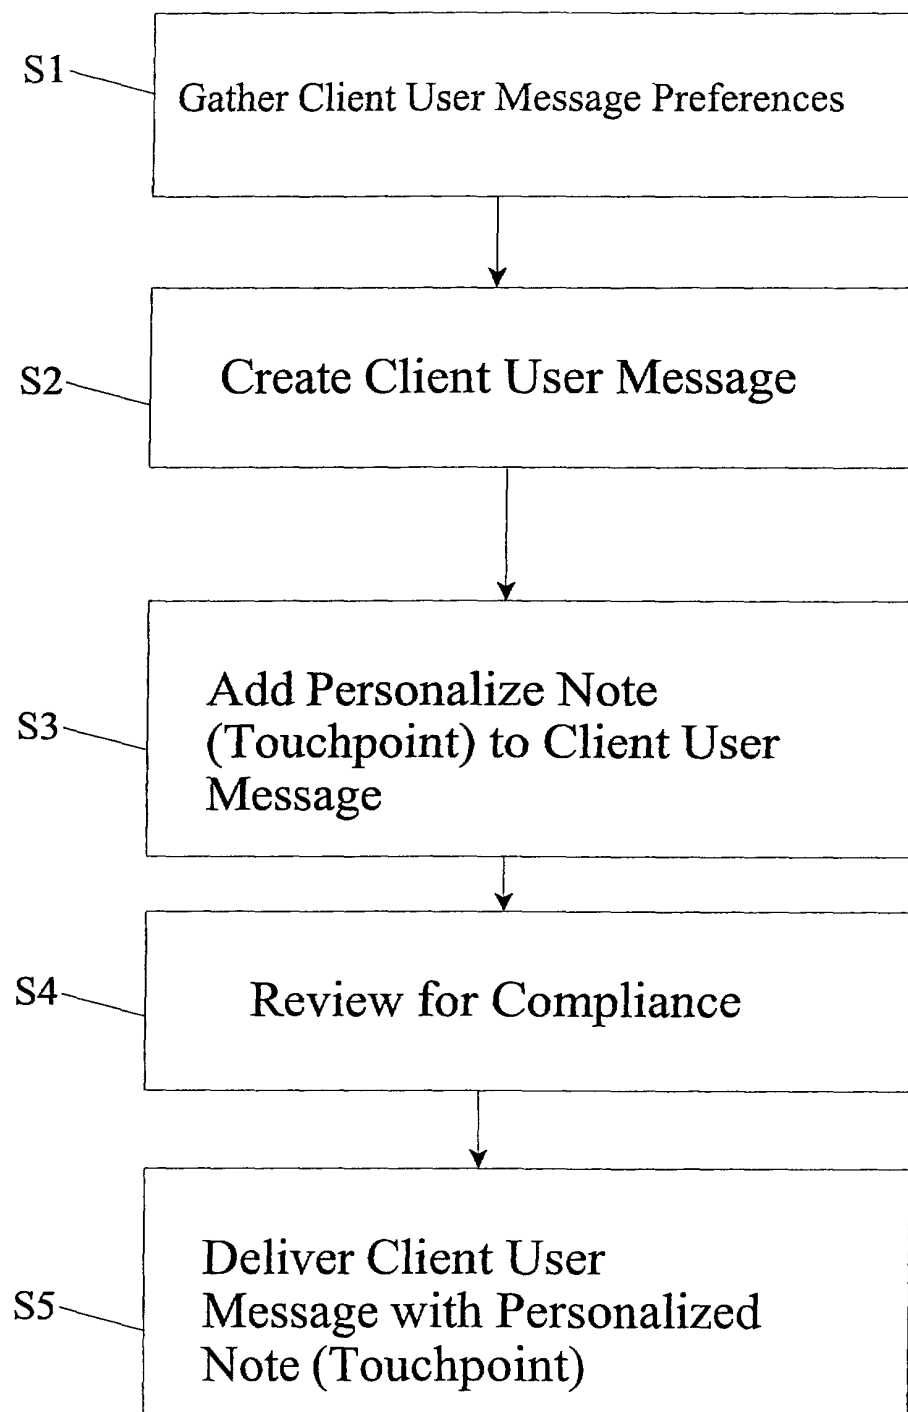 S1
Gather Client User Message Preferences
S2
Create Client User Message
S3
Add Personalize Note
(Touchpoint) to Client User
Message
S4
Review for Compliance
S5
Deliver Client User
Message with Personalized
Note (Touchpoint)